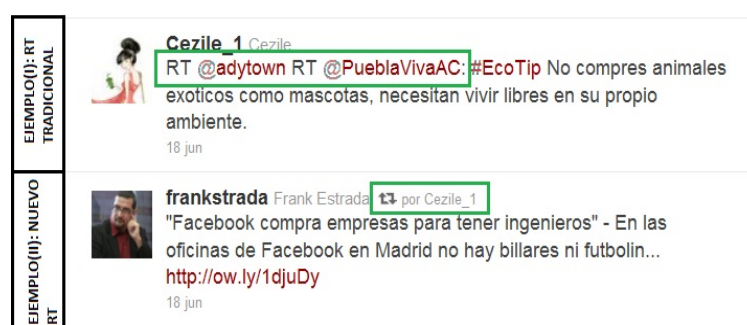 EJEMPLO(I): RT
TRADICIONAL
Cezile_1 Cezile
RT @adytown RT @PueblaVivaAC: #EcoTip No compres animales
exoticos como mascotas, necesitan vivir libres en su propio
ambiente.
18 jun
EJEMPLO(II): NUEVO
RT
frankstrada Frank Estrada por Cezile_1
"Facebook compra empresas para tener ingenieros" - En las
oficinas de Facebook en Madrid no hay billares ni futbolin...
http://ow.ly/1djuDy
18 jun